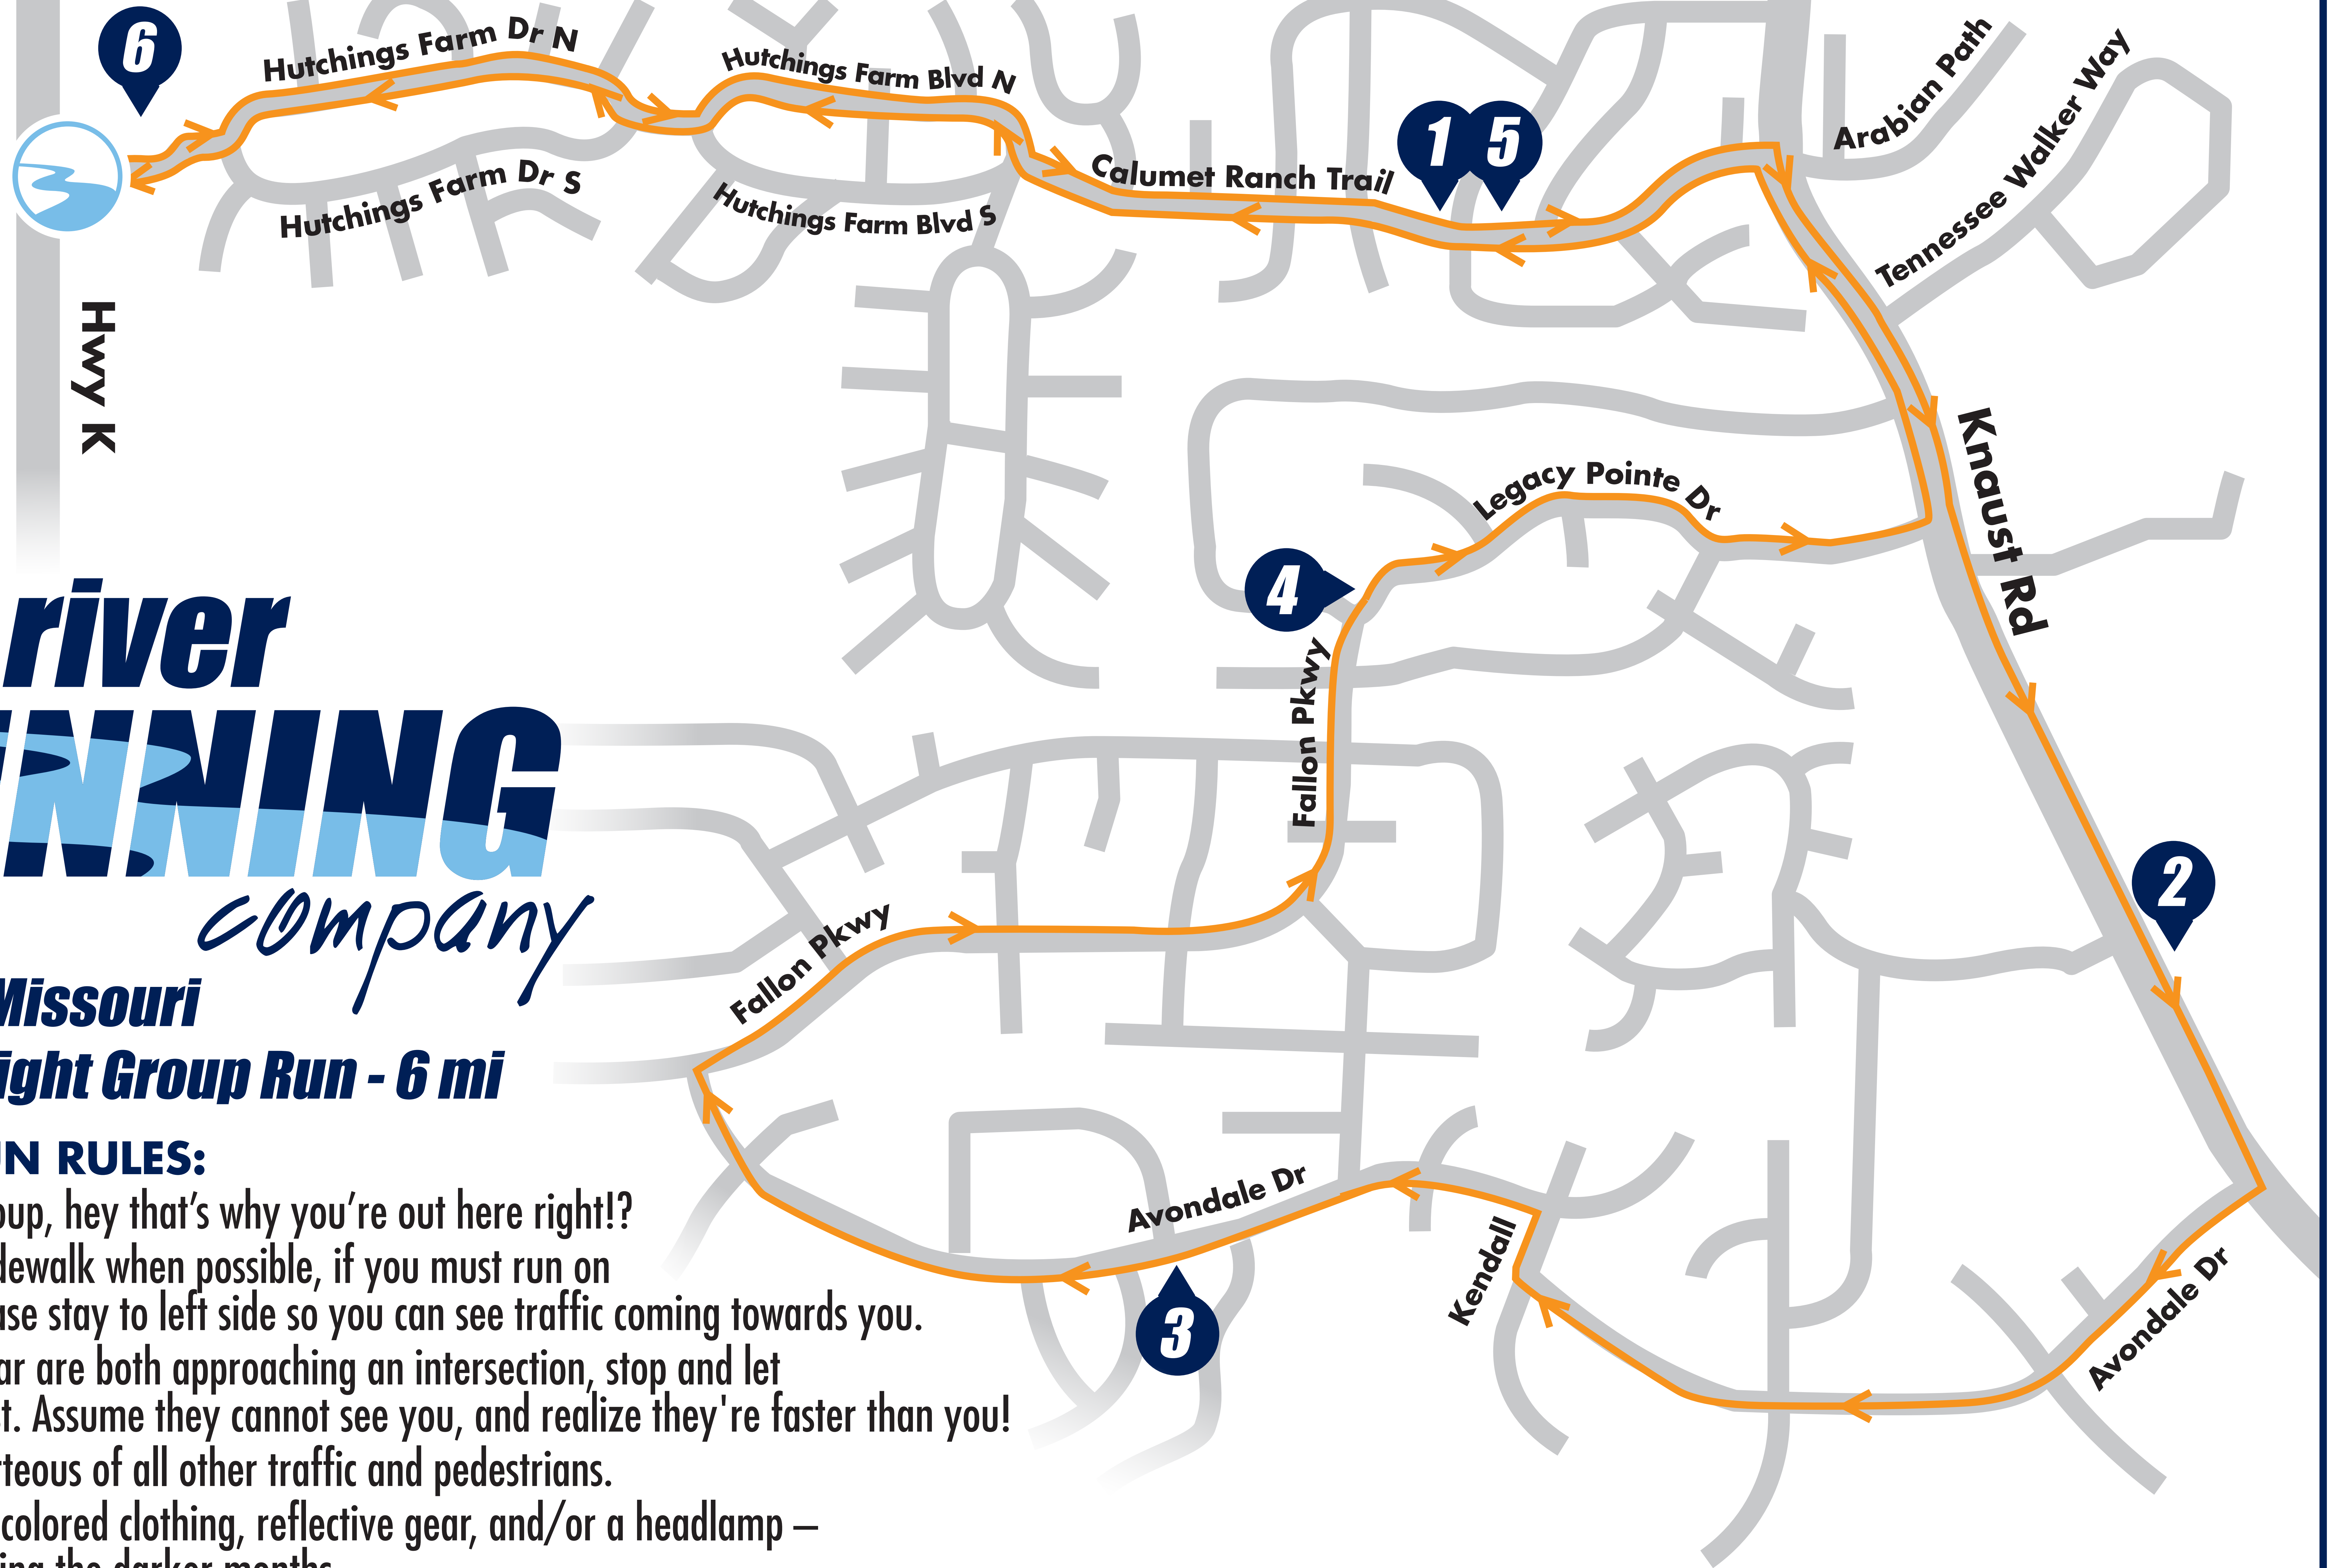 6
Hutchings Farm Dr N
Hutchings Farm Blvd N
Hutchings Farm Dr S
Hutchings Farm Blvd S
Calumet Ranch Trail
1
5
Arabian Path
Tennessee Walker Way
Hwy K
Knaust Rd
Legacy Pointe Dr
4
Fallon Pkwy
2
Fallon Pkwy
Avondale Dr
3
Kendall
Avondale Dr
river
NNING
company
Missouri
ight Group Run - 6 mi
UN RULES:
oup, hey that's why you're out here right!?
dewalk when possible, if you must run on
ase stay to left side so you can see traffic coming towards you.
ar are both approaching an intersection, stop and let
t. Assume they cannot see you, and realize they're faster than you!
teous of all other traffic and pedestrians.
colored clothing, reflective gear, and/or a headlamp –
ing the darker months